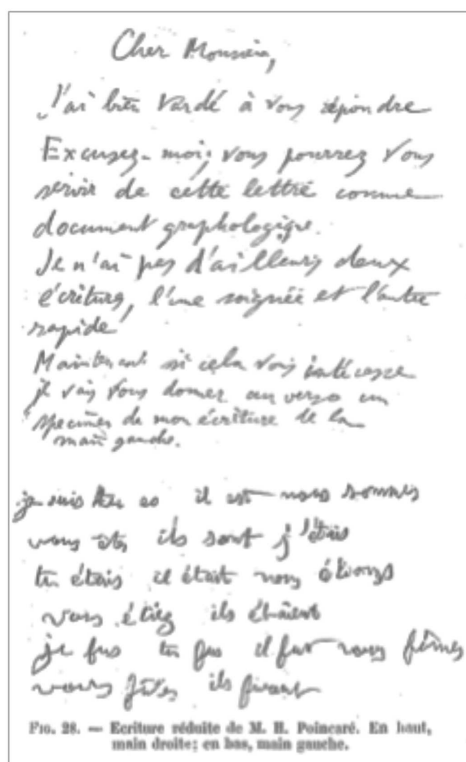 Cher Monsieur,
J'ai bien tardé à vous répondre
Excusez-moi; vous pourrez vous
servir de cette lettre comme
document graphologique.
Je n'ai pas d'ailleurs deux
écriture, l'une soignée et l'autre
rapide
Maintenant si cela vous intéresse
je vais vous donner au verso un
specimen de mon écriture de la
main gauche.
je suis tu es il est nous sommes
vous êtes ils sont j'étais
tu étais il était nous étions
vous étiez ils étaient
je fus tu fus il fut nous fûmes
vous fûtes ils furent
FIG. 28. — Ecriture réduite de M. H. Poincaré. En haut,
main droite; en bas, main gauche.